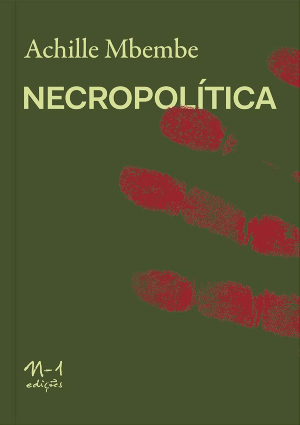 Achille Mbembe
NECROPOLÍTICA
n-1
edições